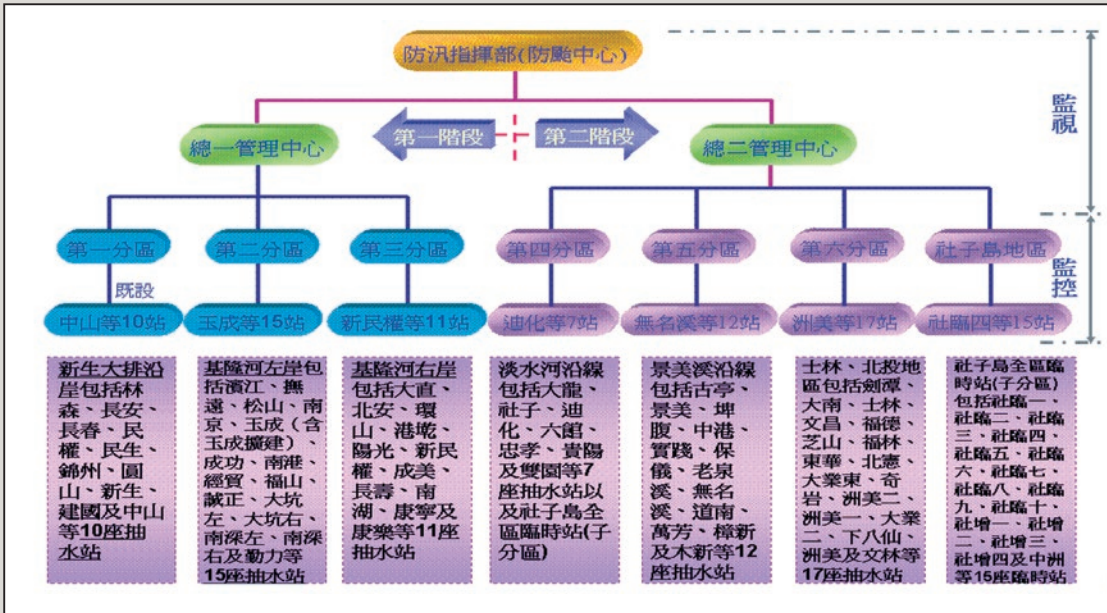 防汛指揮部(防颱中心)
監視
第一階段
第二階段
總一管理中心
總二管理中心
第一分區
第二分區
第三分區
第四分區
第五分區
第六分區
社子島地區
監控
既設
中山等10站
玉成等15站
新民權等11站
迪化等7站
無名溪等12站
洲美等17站
社臨四等15站
新生大排沿
岸包括林
森、長安、
長春、民
權、民生、
錦州、圓
山、新生、
建國及中山
等10座抽
水站
基隆河左岸包
括濱江、撫
遠、松山、南
京、玉成（含
玉成擴建）、
成功、南港、
經貿、福山、
誠正、大坑
左、大坑右、
南深左、南深
右及勤力等
15座抽水站
基隆河右岸
包括大直、
北安、環
山、港墘、
陽光、新民
權、成美、
長壽、南
湖、康寧及
康樂等11座
抽水站
淡水河沿線
包括大龍、
社子、迪
化、六館、
忠孝、貴陽
及雙園等7
座抽水站以
及社子島全
區臨時站(子
分區)
景美溪沿線
包括古亭、
景美、埤
腹、中港、
實踐、保
儀、老泉
溪、無名
溪、道南、
萬芳、樟新
及木新等12
座抽水站
士林、北投地
區包括劍潭、
大南、士林、
文昌、福德、
芝山、福林、
東華、北憲、
大業東、奇
岩、洲美二、
洲美一、大業
二、下八仙、
洲美及文林等
17座抽水站
社子島全區臨
時站(子分區)
包括社臨一、
社臨二、社臨
三、社臨四、
社臨五、社臨
六、社臨七、
社臨八、社臨
九、社臨十、
社增一、社增
二、社增三、
社增四及中洲
等15座臨時站